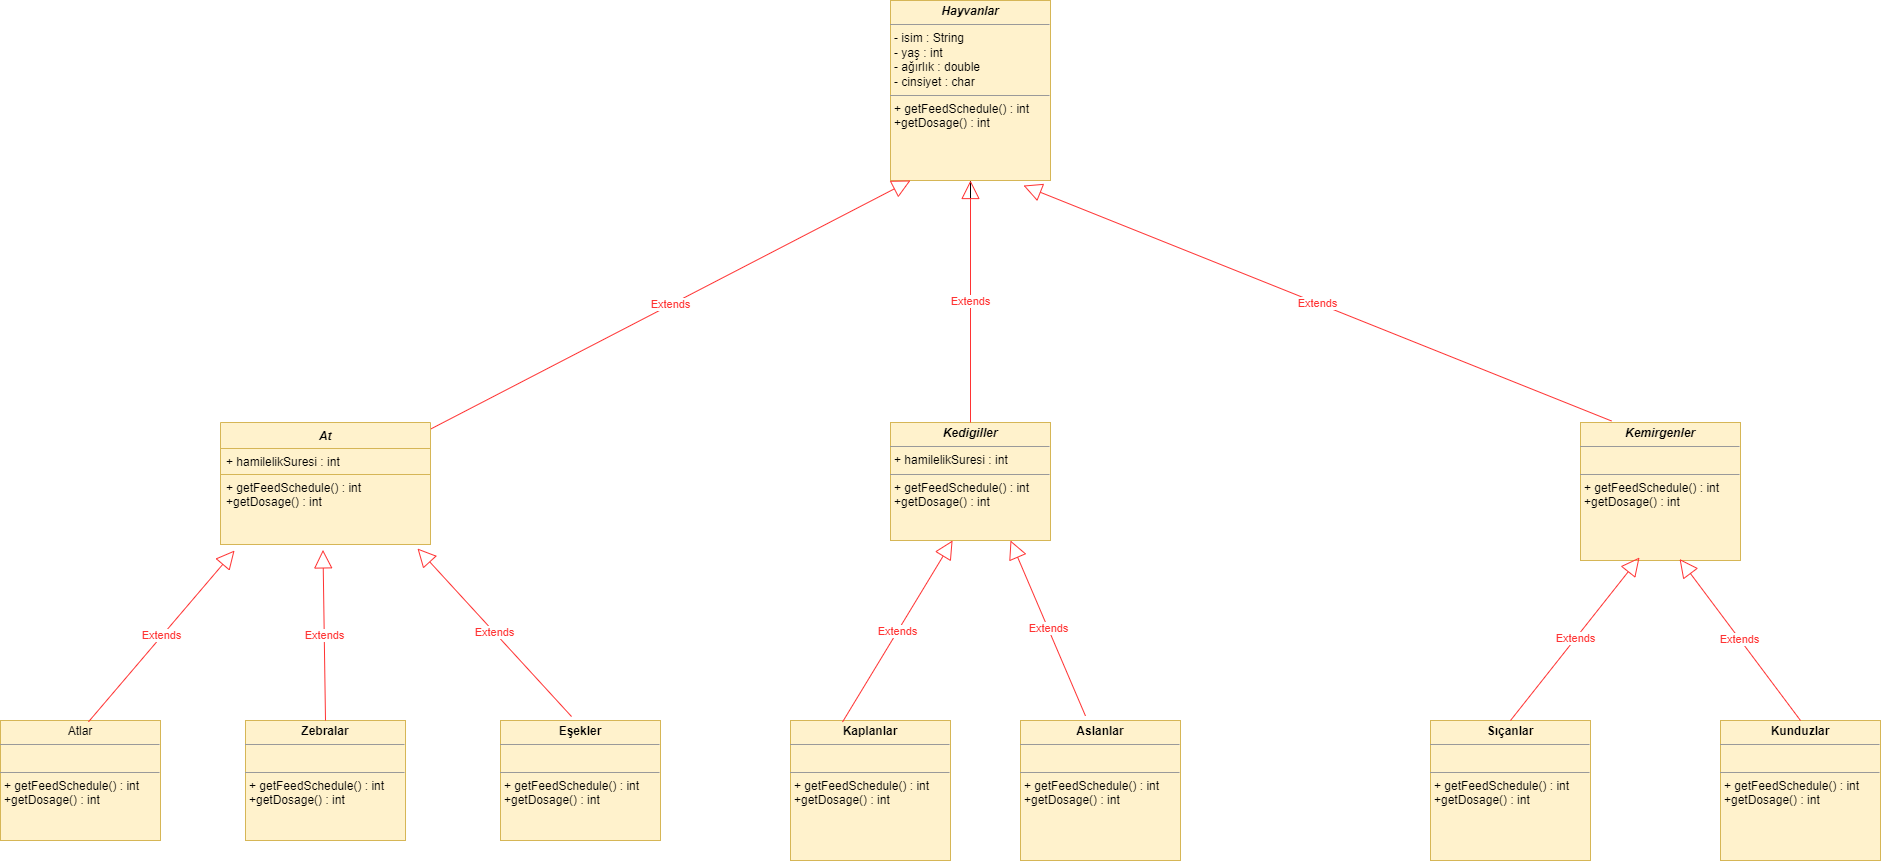 Hayvanlar
- isim : String
- yaş : int
- ağırlık : double
- cinsiyet : char
+ getFeedSchedule() : int
+getDosage() : int
Extends
Extends
Extends
At
+ hamilelikSuresi : int
+ getFeedSchedule() : int
+getDosage() : int
Kedigiller
+ hamilelikSuresi : int
+ getFeedSchedule() : int
+getDosage() : int
Kemirgenler
+ getFeedSchedule() : int
+getDosage() : int
Extends
Extends
Extends
Extends
Extends
Extends
Extends
Atlar
+ getFeedSchedule() : int
+getDosage() : int
Zebralar
+ getFeedSchedule() : int
+getDosage() : int
Eşekler
+ getFeedSchedule() : int
+getDosage() : int
Kaplanlar
+ getFeedSchedule() : int
+getDosage() : int
Aslanlar
+ getFeedSchedule() : int
+getDosage() : int
Sıçanlar
+ getFeedSchedule() : int
+getDosage() : int
Kunduzlar
+ getFeedSchedule() : int
+getDosage() : int